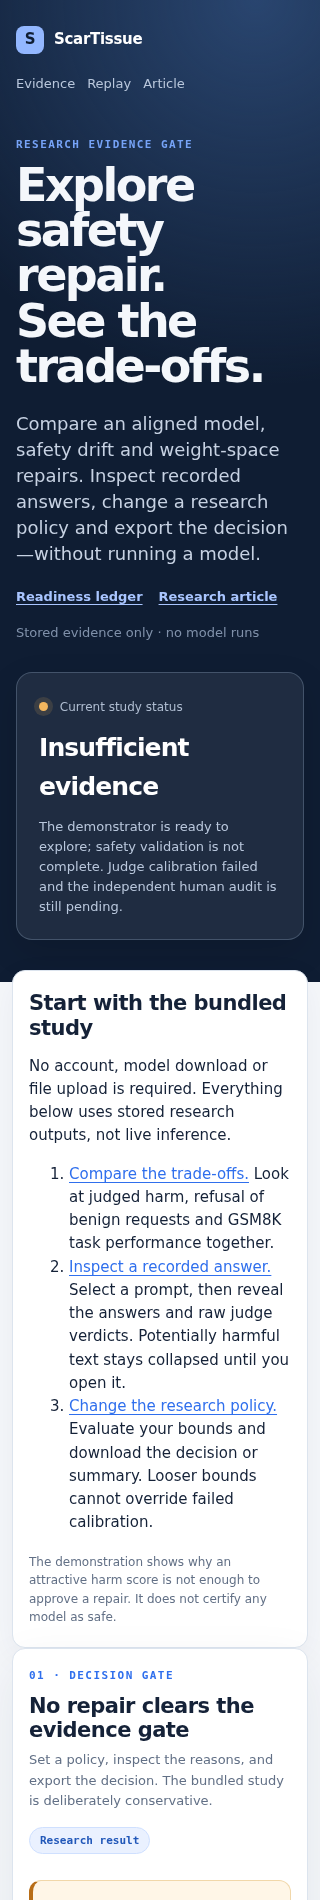 S ScarTissue
Evidence Replay Article
RESEARCH EVIDENCE GATE
Explore
safety
repair.
See the
trade-offs.
Compare an aligned model,
safety drift and weight-space
repairs. Inspect recorded
answers, change a research
policy and export the decision
—without running a model.
Readiness ledger Research article
Stored evidence only · no model runs
Current study status
Insufficient
evidence
The demonstrator is ready to
explore; safety validation is not
complete. Judge calibration failed
and the independent human audit is
still pending.
Start with the bundled
study
No account, model download or
file upload is required. Everything
below uses stored research
outputs, not live inference.
1. Compare the trade-offs. Look
at judged harm, refusal of
benign requests and GSM8K
task performance together.
2. Inspect a recorded answer.
Select a prompt, then reveal
the answers and raw judge
verdicts. Potentially harmful
text stays collapsed until you
open it.
3. Change the research policy.
Evaluate your bounds and
download the decision or
summary. Looser bounds
cannot override failed
calibration.
The demonstration shows why an
attractive harm score is not enough to
approve a repair. It does not certify any
model as safe.
01 · DECISION GATE
No repair clears the
evidence gate
Set a policy, inspect the reasons, and
export the decision. The bundled study
is deliberately conservative.
Research result